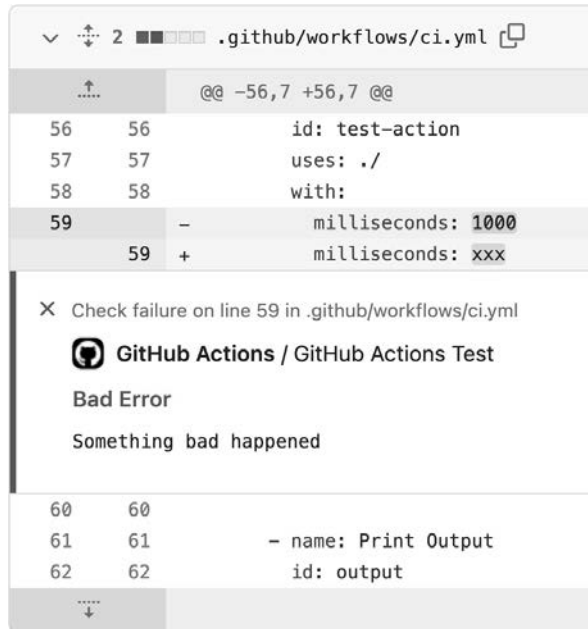 2 .github/workflows/ci.yml
@@ -56,7 +56,7 @@
56 56 id: test-action
57 57 uses: ./
58 58 with:
59 - milliseconds: 1000
59 + milliseconds: xxx
Check failure on line 59 in .github/workflows/ci.yml
GitHub Actions / GitHub Actions Test
Bad Error
Something bad happened
60 60
61 61 - name: Print Output
62 62 id: output